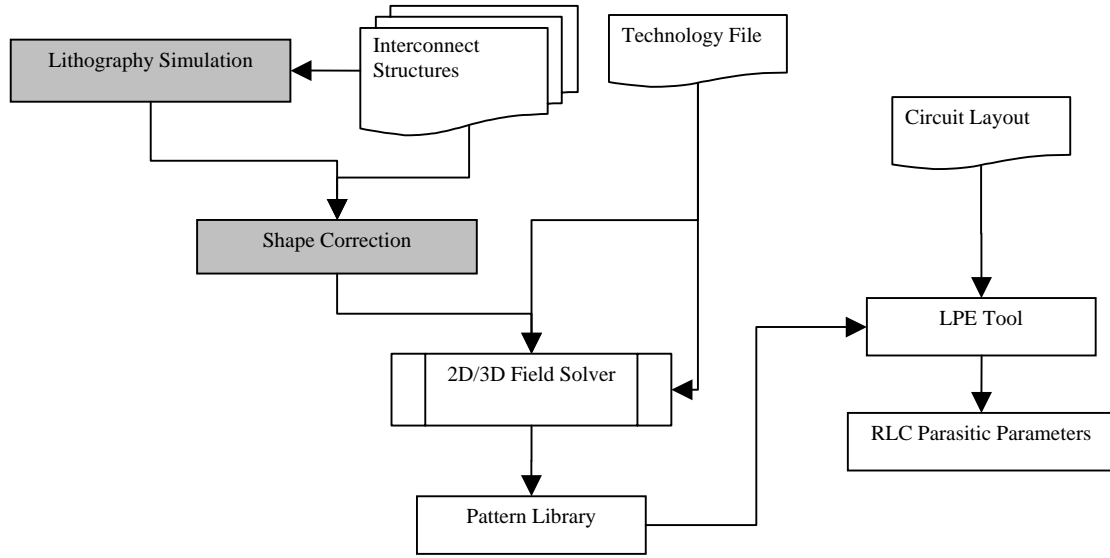 Lithography Simulation
Interconnect
Structures
Technology File
Circuit Layout
Shape Correction
LPE Tool
2D/3D Field Solver
RLC Parasitic Parameters
Pattern Library